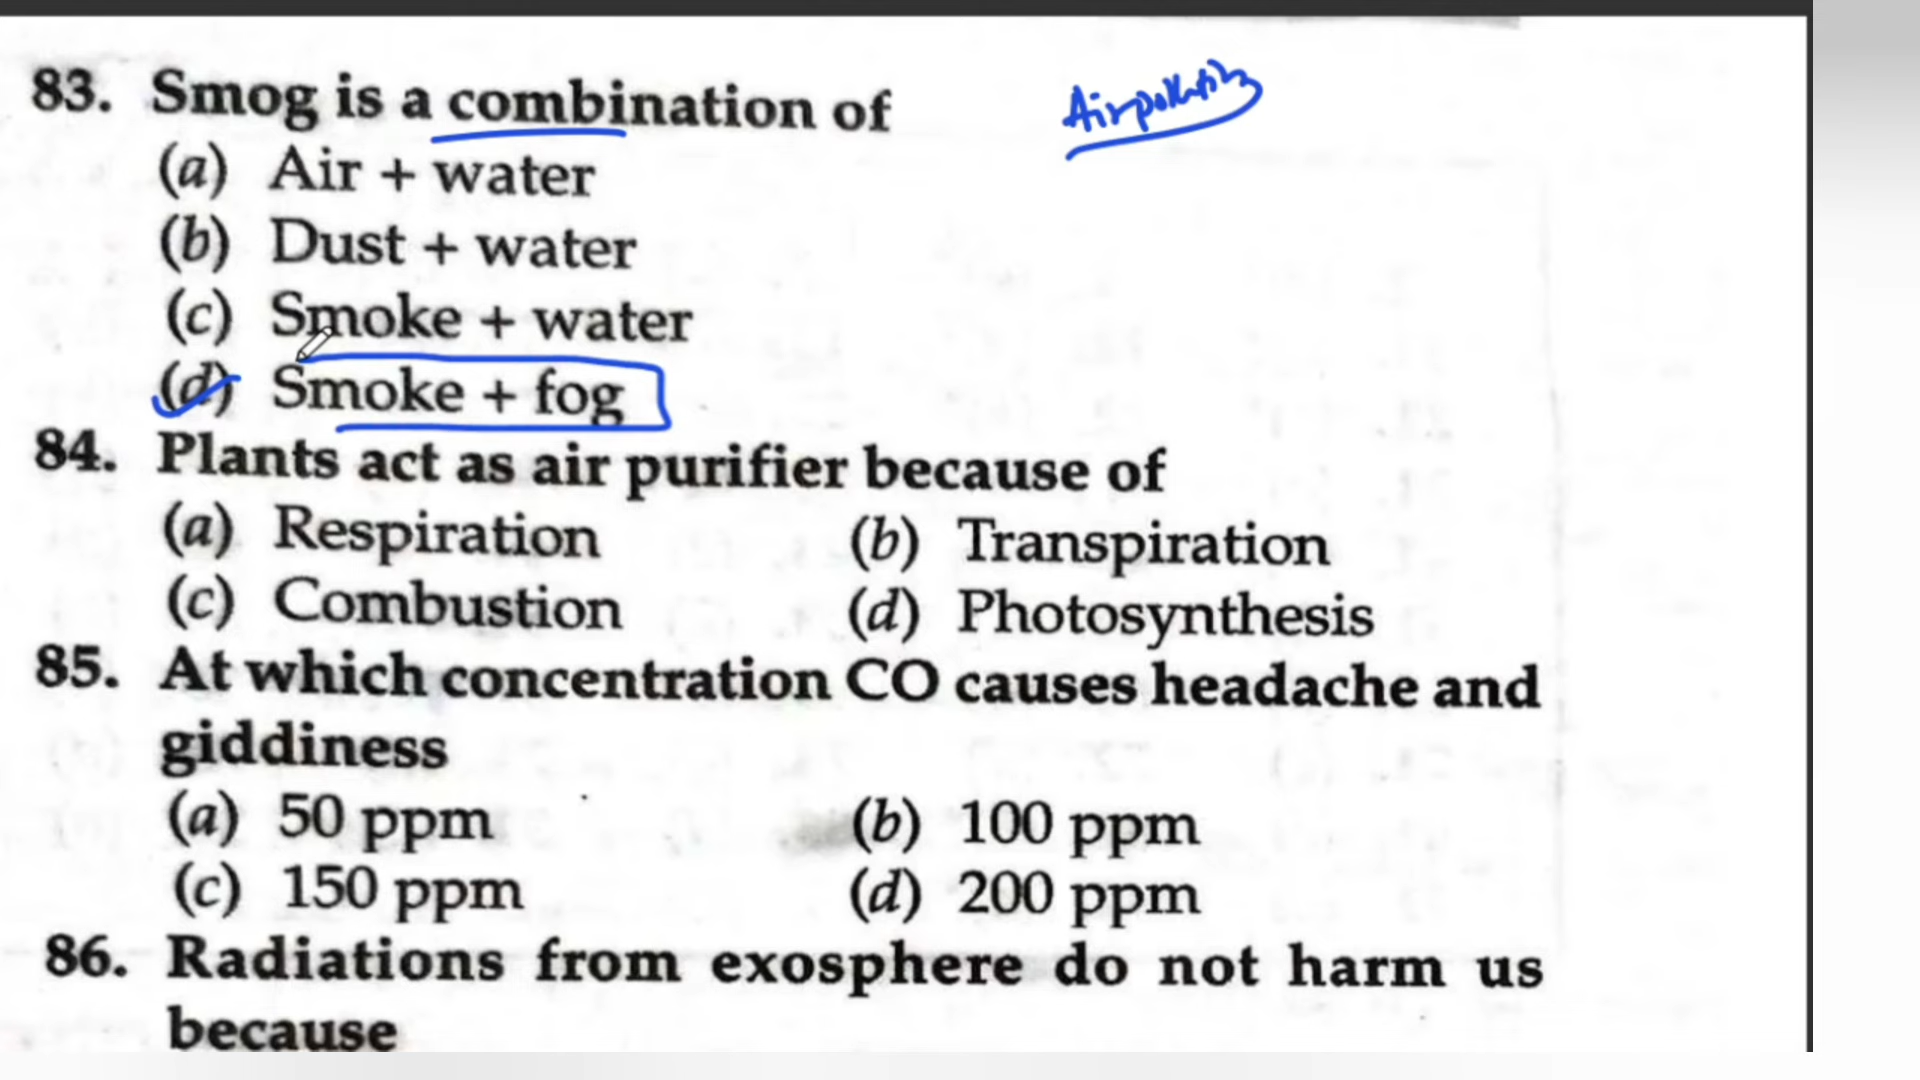 83. Smog is a combination of
Airpollution
(a) Air + water
(b) Dust + water
(c) Smoke + water
(d) Smoke + fog
84. Plants act as air purifier because of
(a) Respiration (b) Transpiration
(c) Combustion (d) Photosynthesis
85. At which concentration CO causes headache and
giddiness
(a) 50 ppm (b) 100 ppm
(c) 150 ppm (d) 200 ppm
86. Radiations from exosphere do not harm us
because